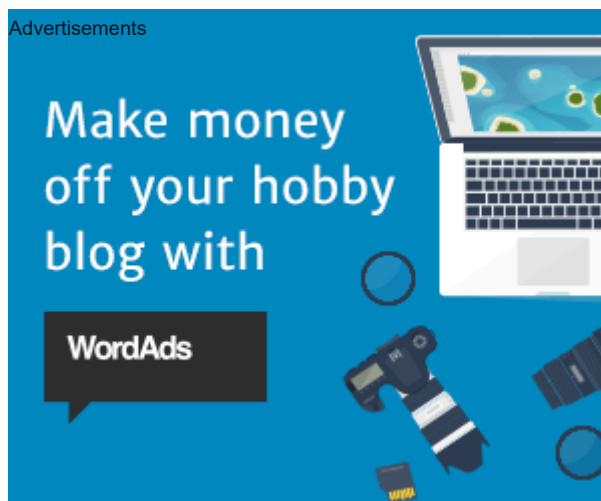 Advertisements
Make money
off your hobby
blog with
WordAds